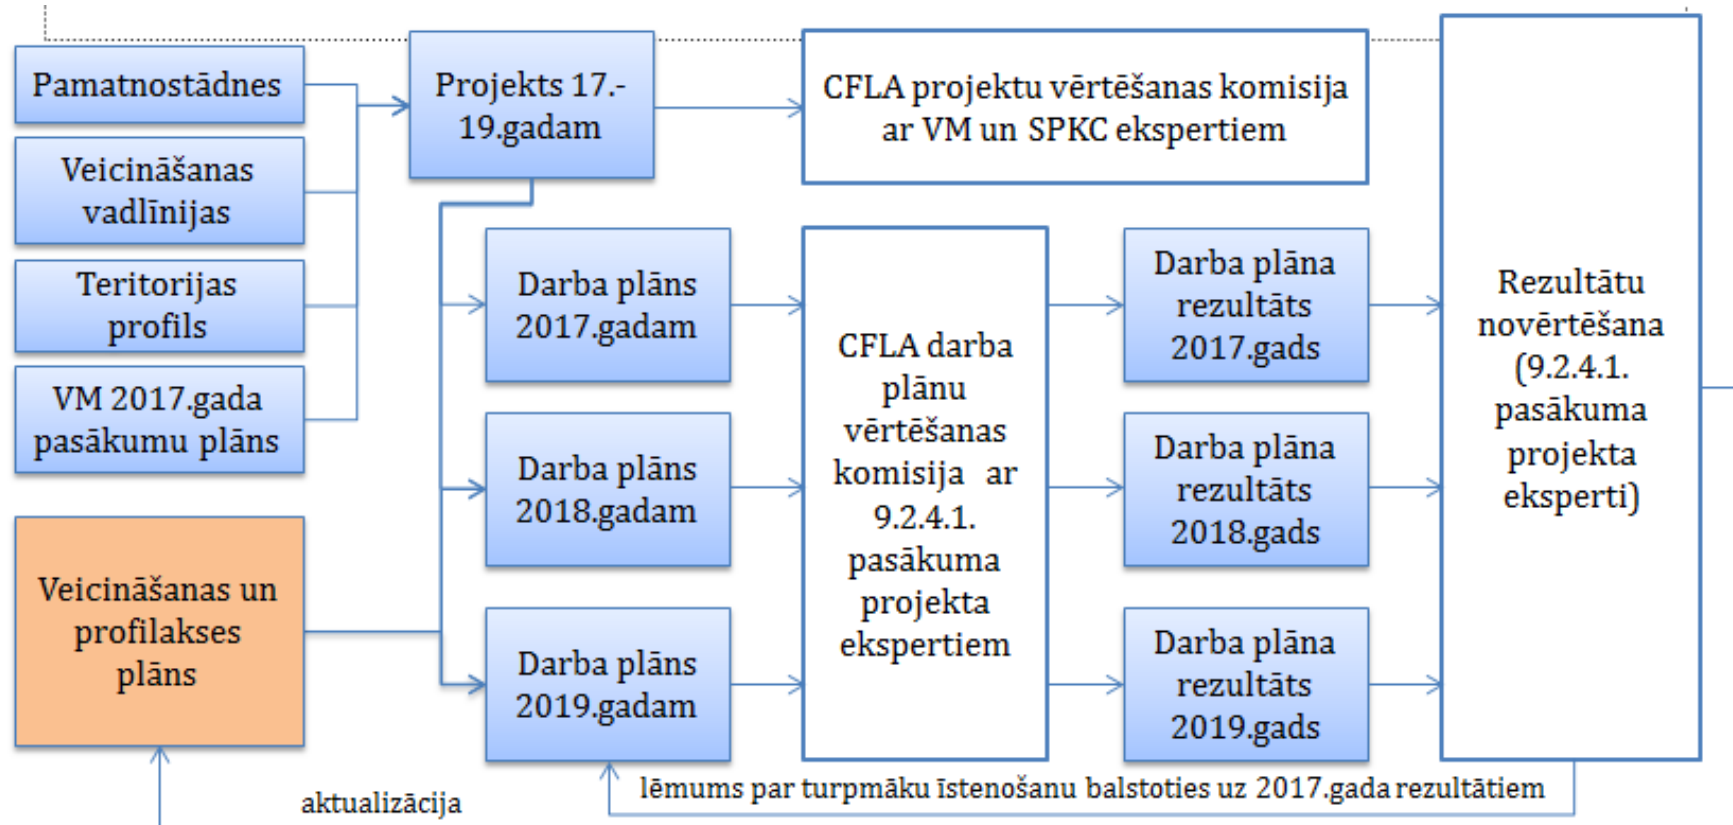 Pamatnostādnes
Veicināšanas
vadlīnijas
Teritorijas
profils
VM 2017.gada
pasākumu plāns
Veicināšanas un
profilakses
plāns
Projekts 17.-
19.gadam
CFLA projektu vērtēšanas komisija
ar VM un SPKC ekspertiem
Darba plāns
2017.gadam
Darba plāns
2018.gadam
Darba plāns
2019.gadam
CFLA darba
plānu
vērtēšanas
komisija ar
9.2.4.1.
pasākuma
projekta
ekspertiem
Darba plāna
rezultāts
2017.gads
Darba plāna
rezultāts
2018.gads
Darba plāna
rezultāts
2019.gads
Rezultātu
novērtēšana
(9.2.4.1.
pasākuma
projekta
eksperti)
lēmums par turpmāku īstenošanu balstoties uz 2017.gada rezultātiem
aktualizācija